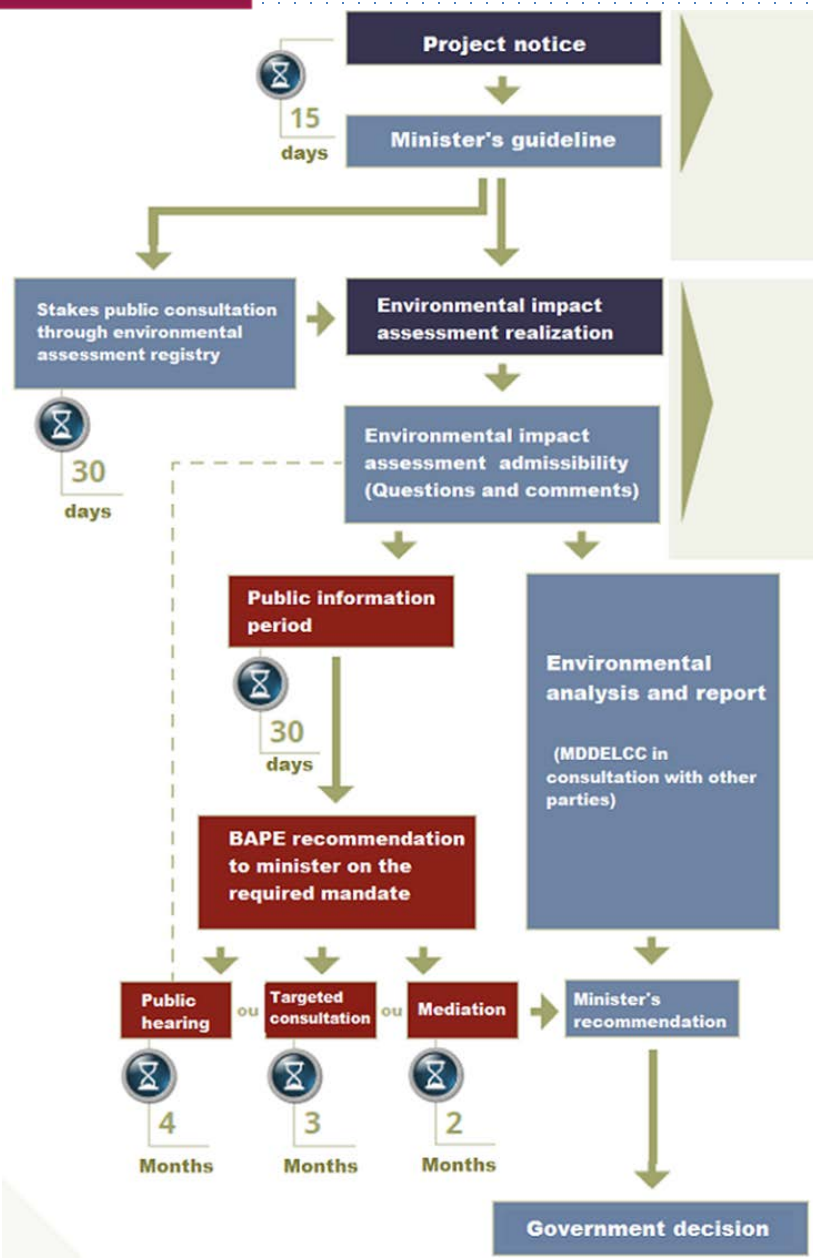 Project notice
15
days
Minister's guideline
Stakes public consultation
through environmental
assessment registry
30
days
Environmental impact
assessment realization
Environmental impact
assessment admissibility
(Questions and comments)
Public information
period
30
days
Environmental
analysis and report
(MDDELCC in
consultation with other
parties)
BAPE recommendation
to minister on the
required mandate
Public
hearing
ou
Targeted
consultation
ou
Mediation
Minister's
recommendation
4
Months
3
Months
2
Months
Government decision